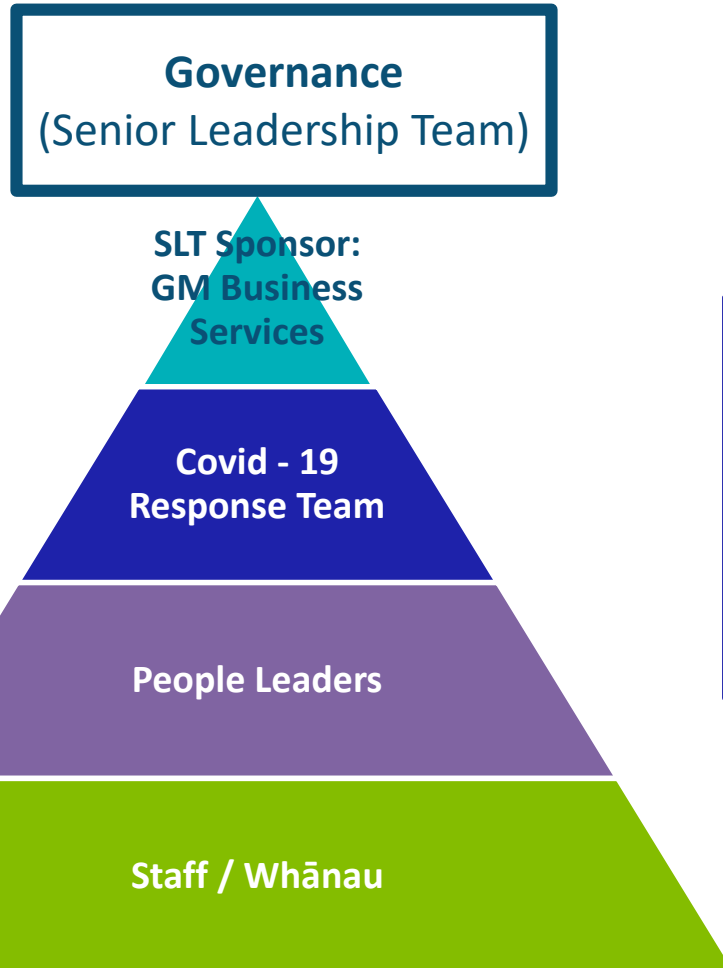 Governance
(Senior Leadership Team)
SLT Sponsor:
GM Business
Services
Covid - 19
Response Team
People Leaders
Staff / Whānau